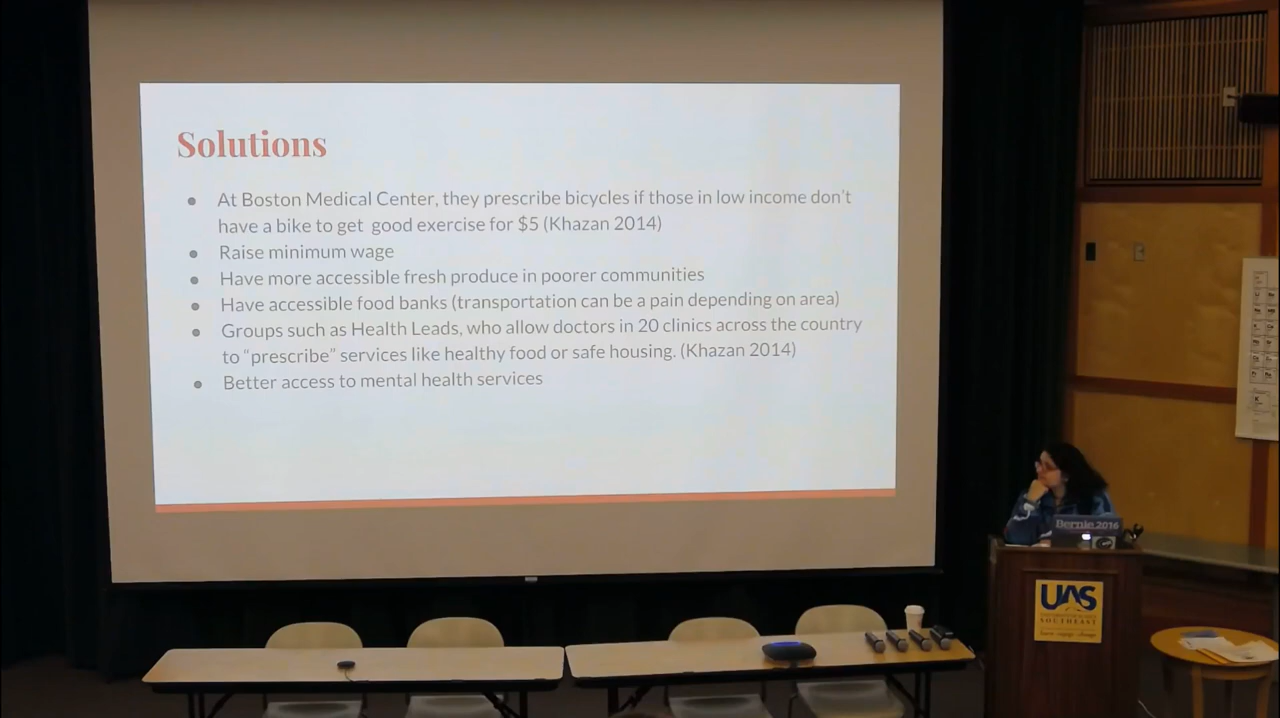 Solutions
At Boston Medical Center, they prescribe bicycles if those in low income don't
have a bike to get good exercise for $5 (Khazan 2014)
Raise minimum wage
Have more accessible fresh produce in poorer communities
Have accessible food banks (transportation can be a pain depending on area)
Groups such as Health Leads, who allow doctors in 20 clinics across the country
to "prescribe" services like healthy food or safe housing. (Khazan 2014)
Better access to mental health services
Bernie 2016
UAS
SOUTHEAST
learn engage change